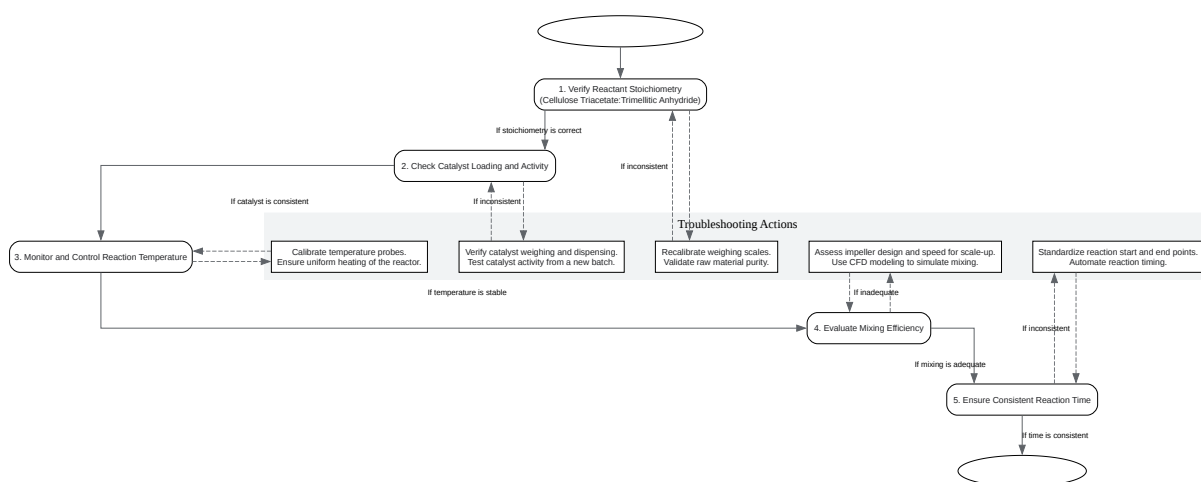 1. Verify Reactant Stoichiometry
(Cellulose Triacetate:Trimellitic Anhydride)
If stoichiometry is correct
2. Check Catalyst Loading and Activity
If inconsistent
If catalyst is consistent
If inconsistent
Troubleshooting Actions
3. Monitor and Control Reaction Temperature
Calibrate temperature probes.
Ensure uniform heating of the reactor.
Verify catalyst weighing and dispensing.
Test catalyst activity from a new batch.
Recalibrate weighing scales.
Validate raw material purity.
Assess impeller design and speed for scale-up.
Use CFD modeling to simulate mixing.
Standardize reaction start and end points.
Automate reaction timing.
If temperature is stable
If inadequate
4. Evaluate Mixing Efficiency
If inconsistent
If mixing is adequate
5. Ensure Consistent Reaction Time
If time is consistent